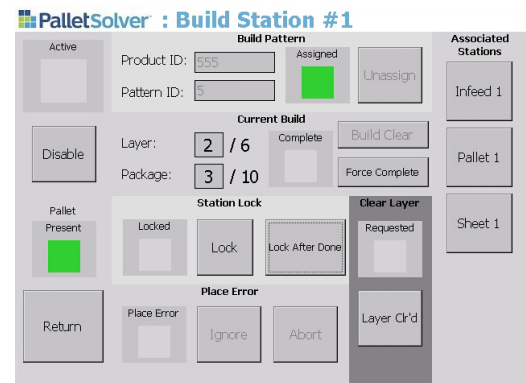 PalletSolver : Build Station #1
Active
Build Pattern
Associated
Stations
Product ID: 555
Assigned
Unassign
Pattern ID: 5
Infeed 1
Current Build
Disable
Layer: 2 / 6
Complete
Build Clear
Pallet 1
Package: 3 / 10
Force Complete
Pallet
Present
Station Lock
Clear Layer
Locked
Lock
Lock After Done
Requested
Sheet 1
Place Error
Return
Place Error
Ignore
Abort
Layer Clr'd